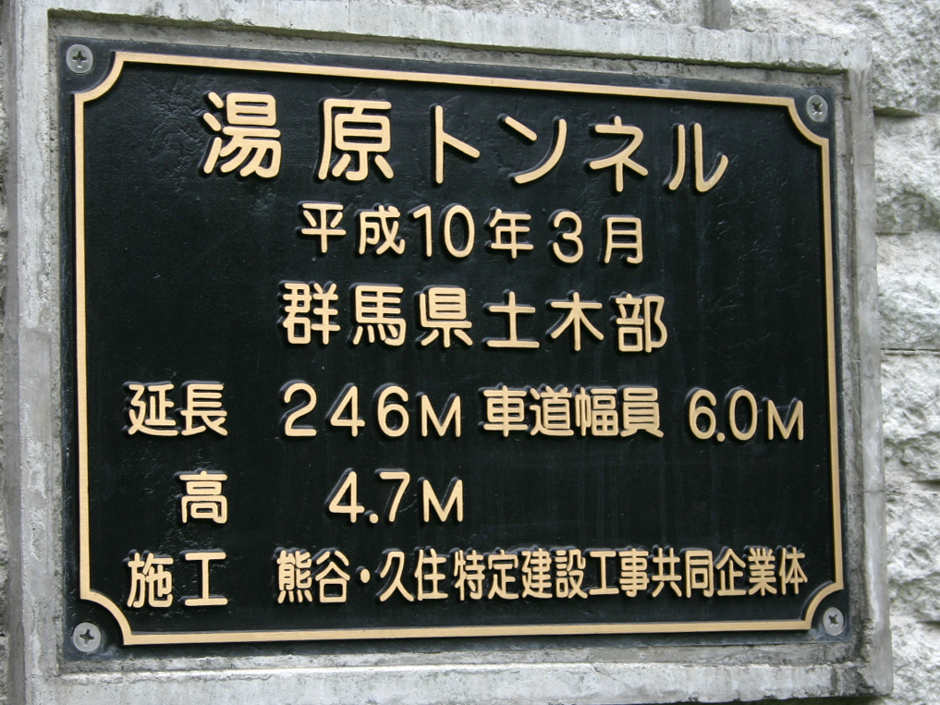 湯原トンネル
平成10年3月
群馬県土木部
延長 246M 車道幅員 6.0M
高 4.7M
施工 熊谷・久住特定建設工事共同企業体